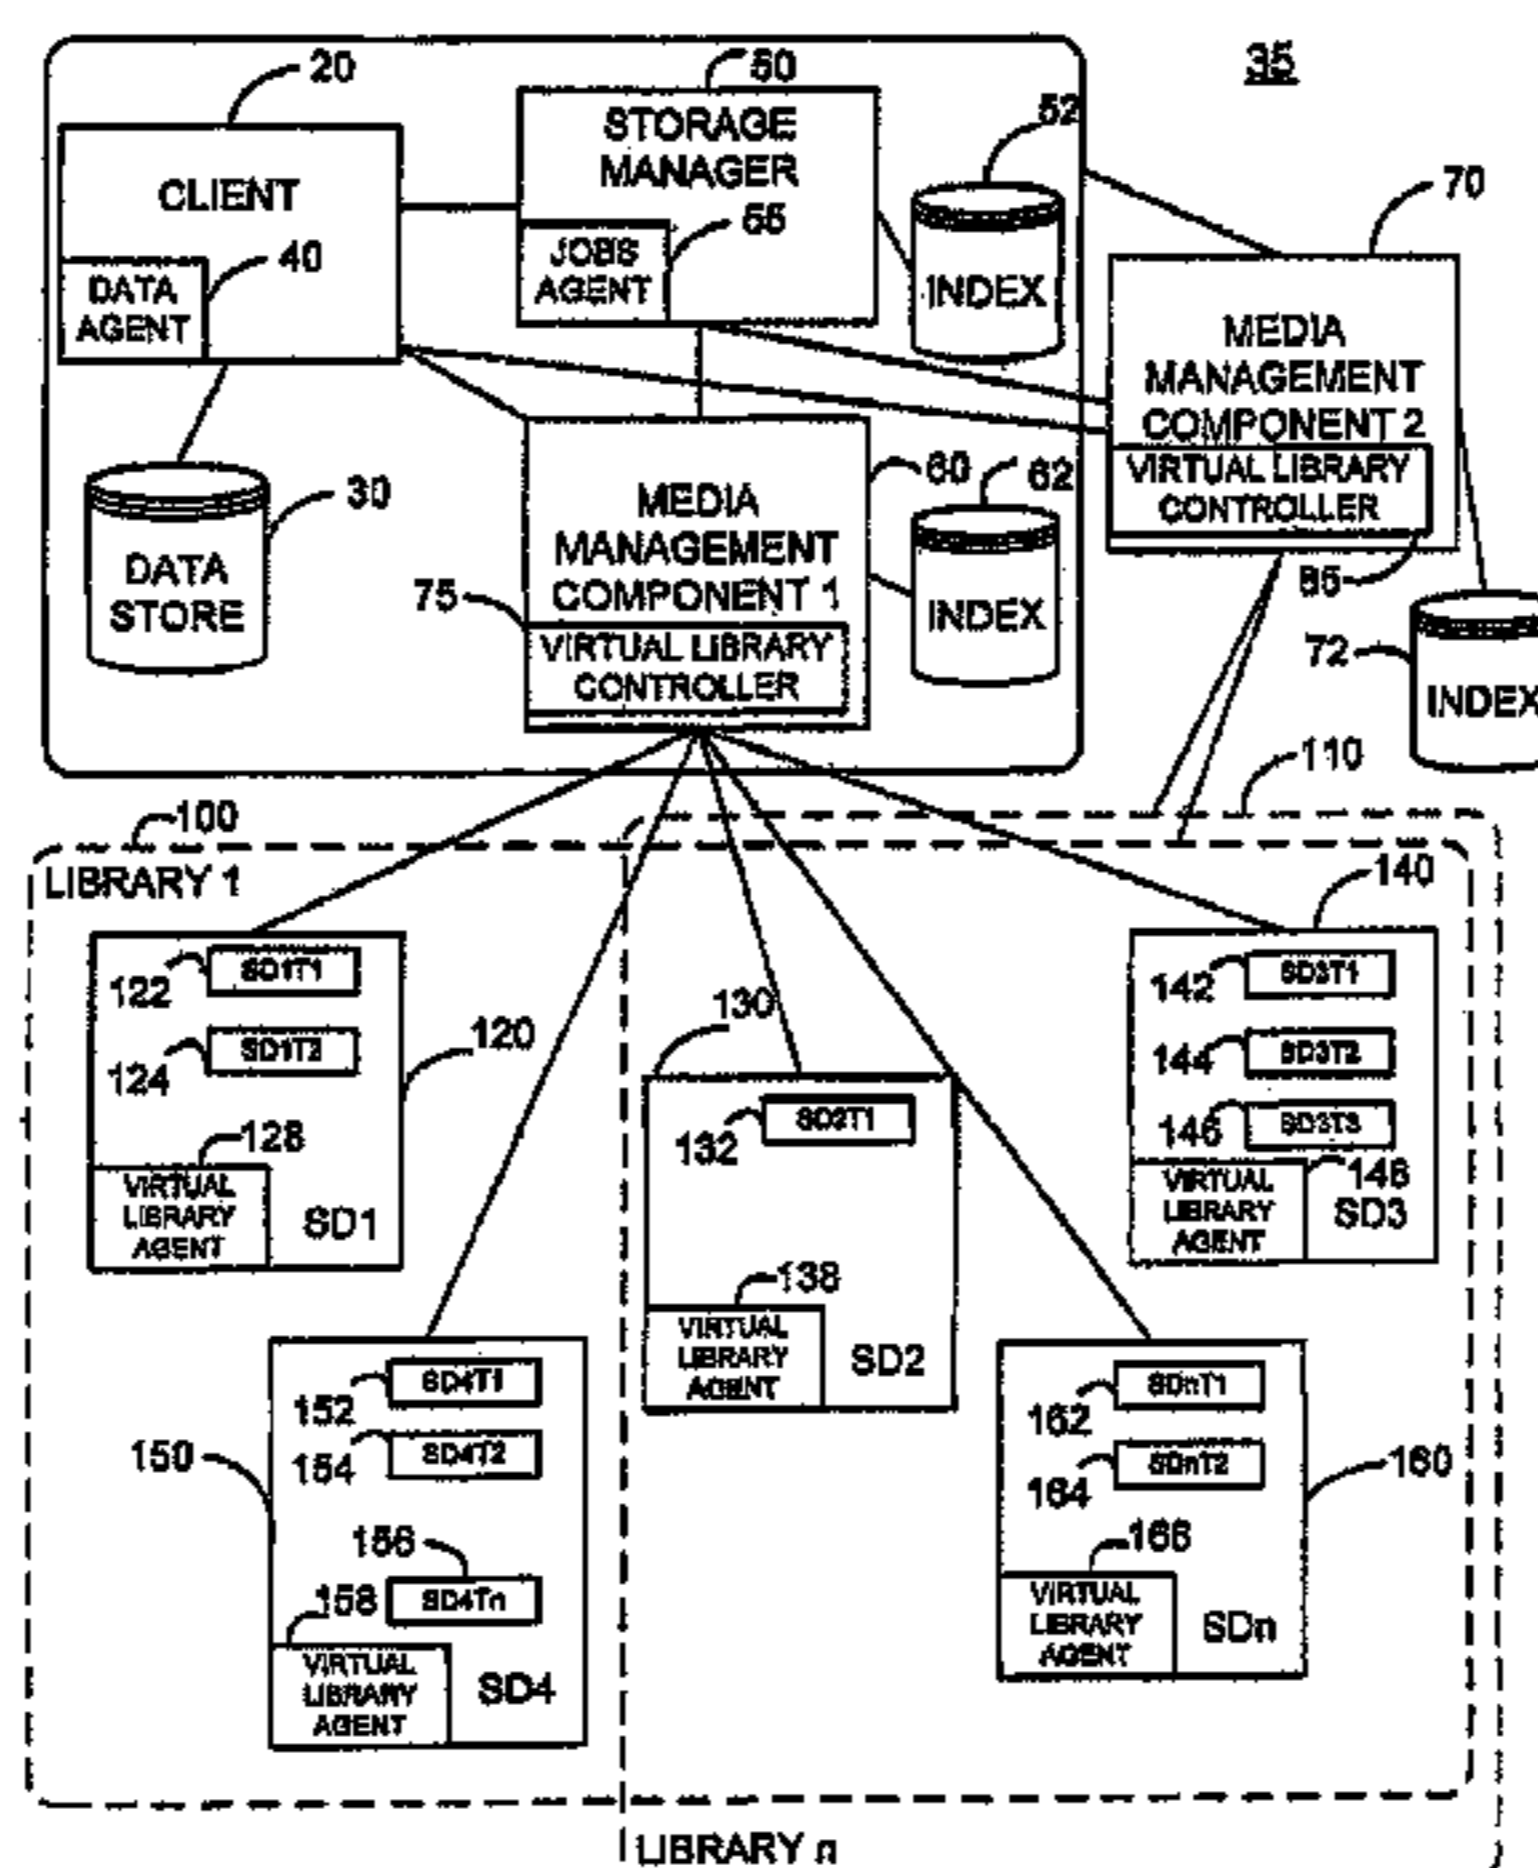 35
20
50
STORAGE
MANAGER
52
CLIENT
70
55
JOBS
AGENT
40
DATA
AGENT
INDEX
MEDIA
MANAGEMENT
COMPONENT 2
VIRTUAL LIBRARY
CONTROLLER
30
60
62
MEDIA
MANAGEMENT
COMPONENT 1
DATA
STORE
75
INDEX
85
VIRTUAL LIBRARY
CONTROLLER
72
INDEX
110
100
LIBRARY 1
140
122
SD1T1
142
SD3T1
120
130
124
SD1T2
144
SD3T2
132
SD2T1
146
SD3T3
128
148
VIRTUAL
LIBRARY
AGENT
SD1
VIRTUAL
LIBRARY
AGENT
SD3
138
VIRTUAL
LIBRARY
AGENT
SD2
152
SD4T1
162
SDnT1
150
154
SD4T2
160
164
SDnT2
156
SD4Tn
168
158
VIRTUAL
LIBRARY
AGENT
SDn
VIRTUAL
LIBRARY
AGENT
SD4
LIBRARY n